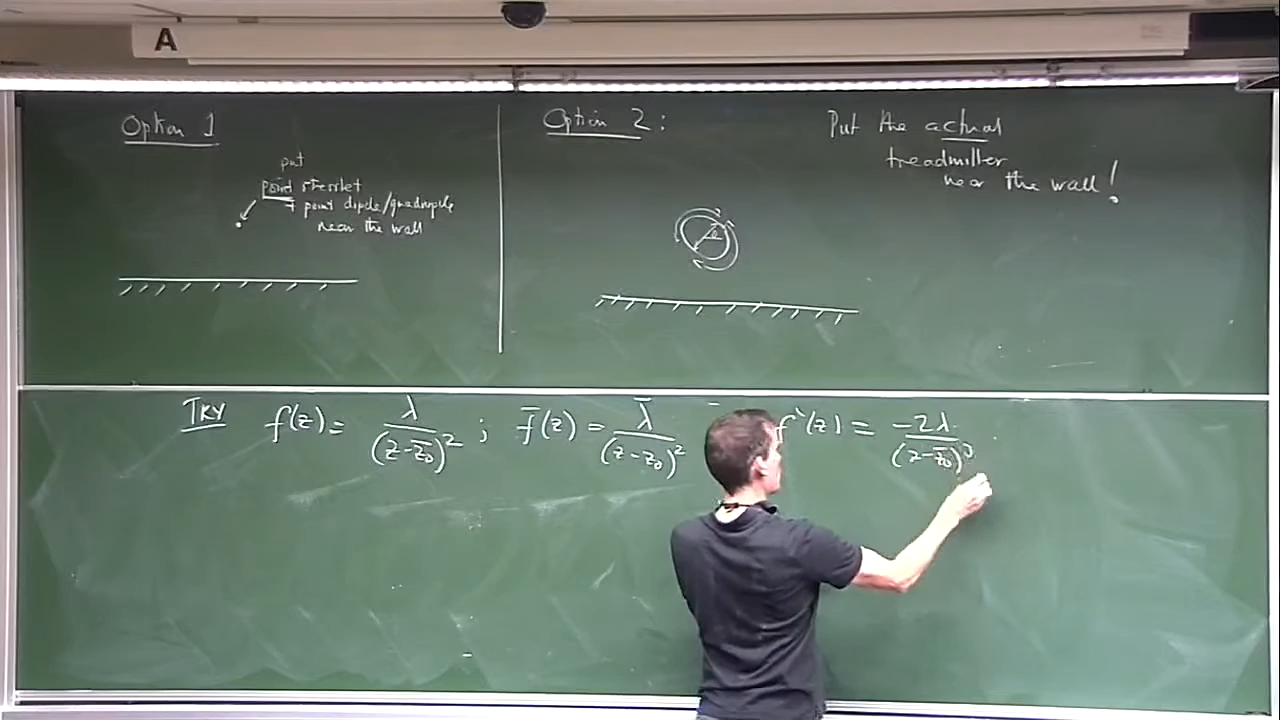 A
Option 1
put
point stresslet
+ point dipole/quadrupole
near the wall
Option 2:
Put the actual
treadmiller
near the wall!
θ
TRY f(z) = λ/(z-z̄₀)² ; f̄(z) = λ̄/(z-z₀)² f'(z) = -2λ/(z-z̄₀)³